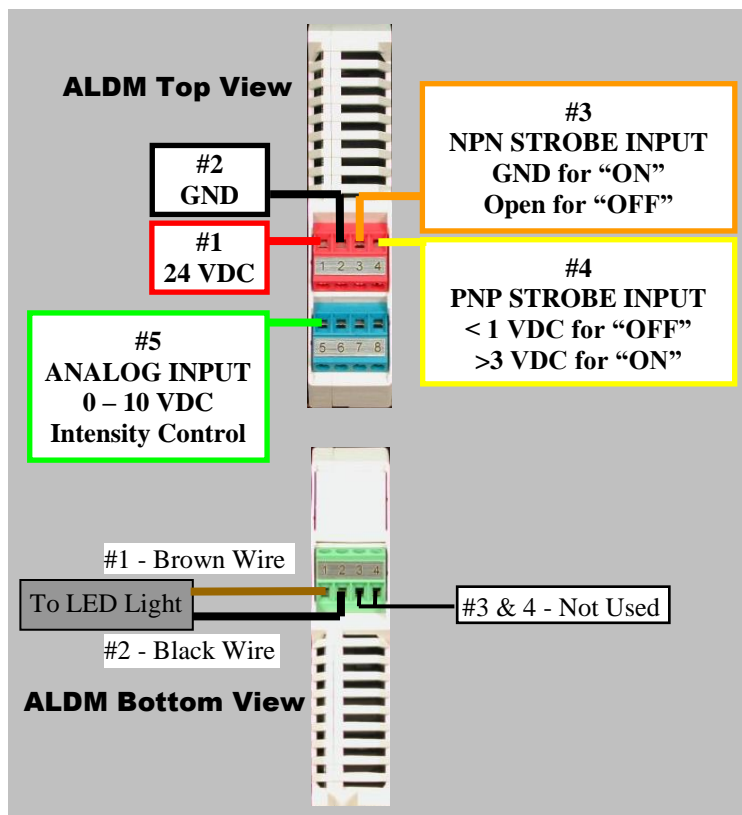 ALDM Top View
#3
NPN STROBE INPUT
GND for “ON”
Open for “OFF”
#2
GND
#1
24 VDC
1 2 3 4
#4
PNP STROBE INPUT
< 1 VDC for “OFF”
>3 VDC for “ON”
#5
ANALOG INPUT
0 – 10 VDC
Intensity Control
5 6 7 8
#1 - Brown Wire
1 2 3 4
To LED Light
#3 & 4 - Not Used
#2 - Black Wire
ALDM Bottom View